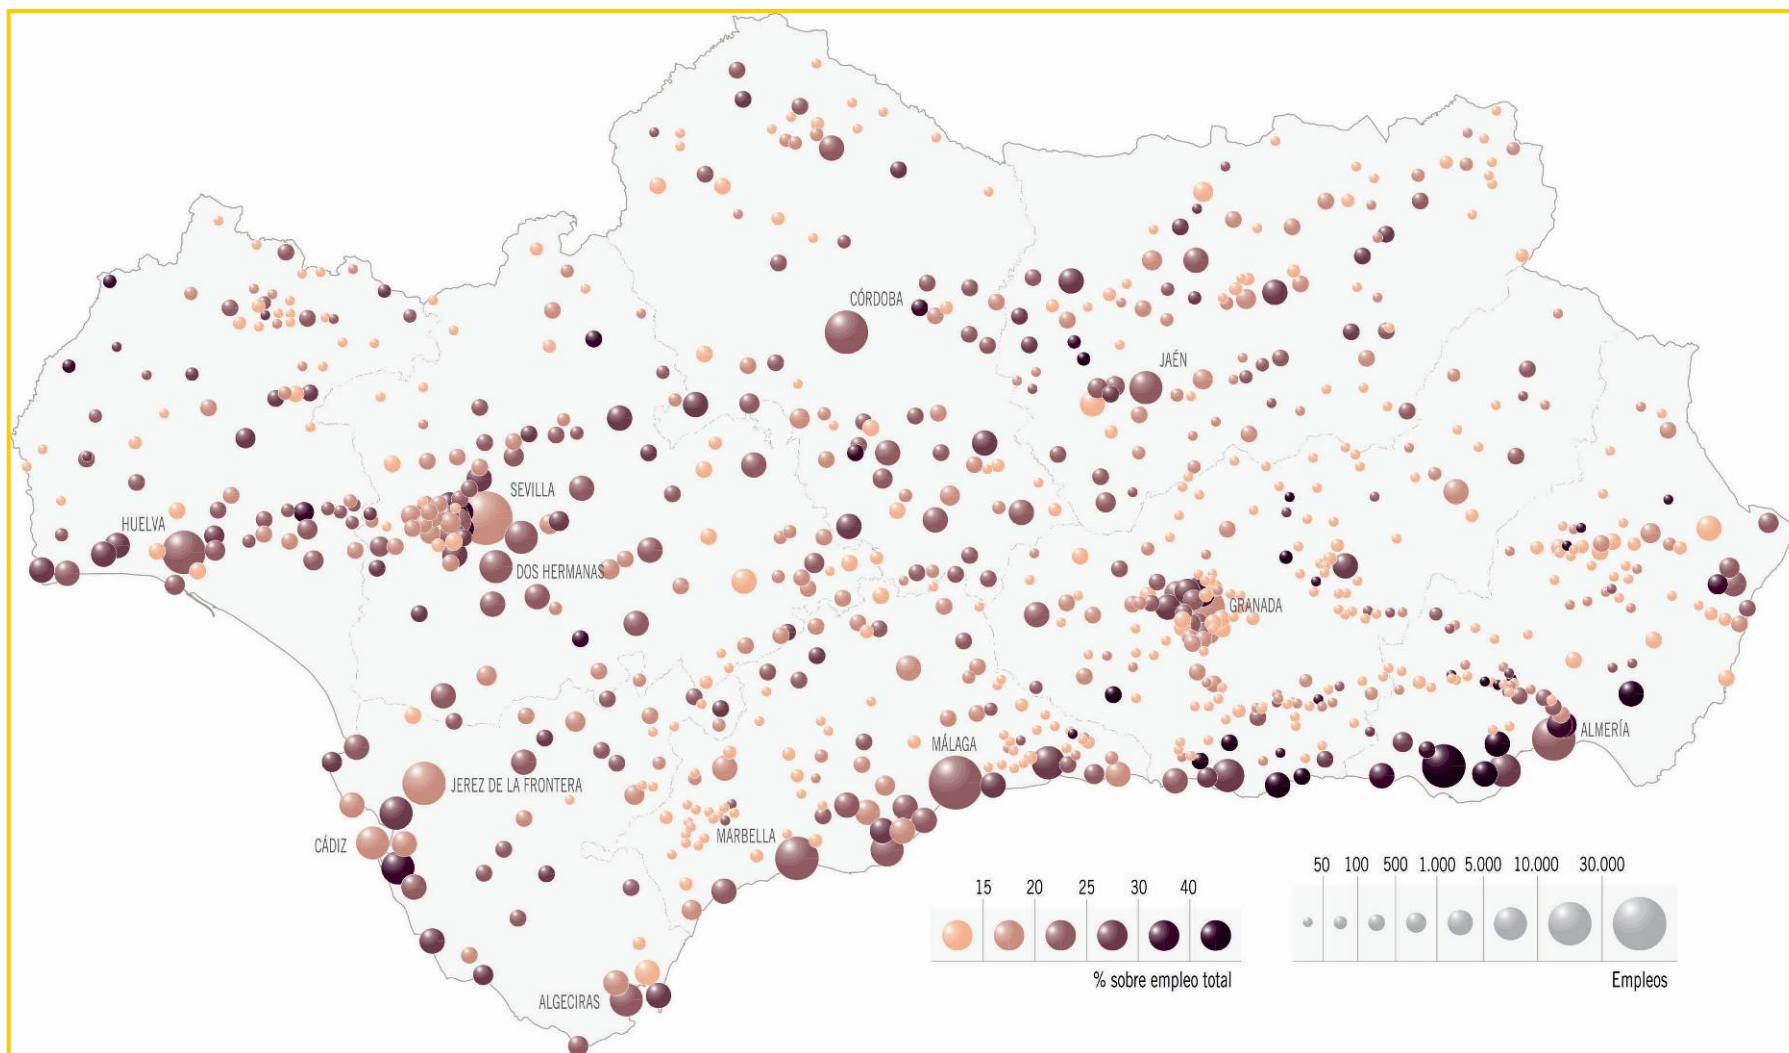 CÓRDOBA
JAÉN
SEVILLA
HUELVA
DOS HERMANAS
GRANADA
ALMERÍA
MÁLAGA
JEREZ DE LA FRONTERA
MARBELLA
CÁDIZ
ALGECIRAS
15 20 25 30 40
% sobre empleo total
50 100 500 1.000 5.000 10.000 30.000
Empleos